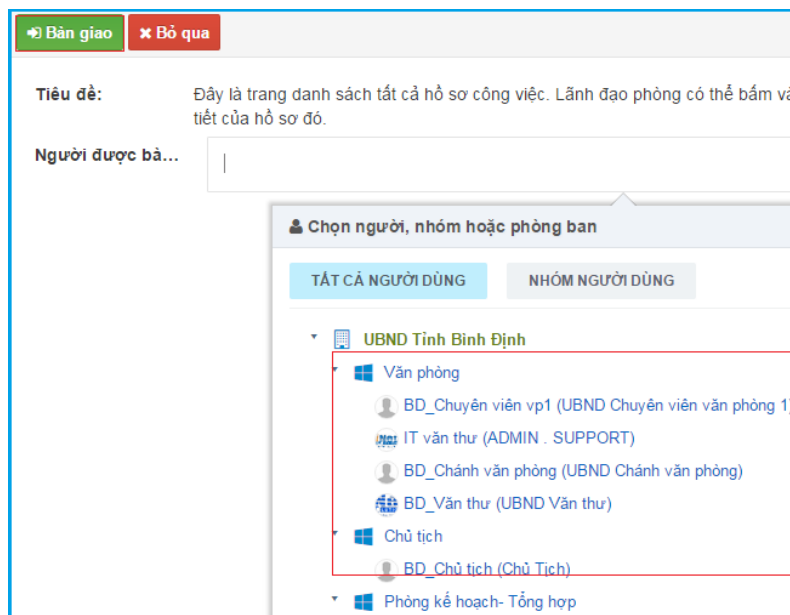 Bàn giao
Bỏ qua
Tiêu đề: Đây là trang danh sách tất cả hồ sơ công việc. Lãnh đạo phòng có thể bấm
tiết của hồ sơ đó.
Người được bà...
Chọn người, nhóm hoặc phòng ban
TẤT CẢ NGƯỜI DÙNG
NHÓM NGƯỜI DÙNG
UBND Tỉnh Bình Định
Văn phòng
BD_Chuyên viên vp1 (UBND Chuyên viên văn phòng 1)
IT văn thư (ADMIN . SUPPORT)
BD_Chánh văn phòng (UBND Chánh văn phòng)
BD_Văn thư (UBND Văn thư)
Chủ tịch
BD_Chủ tịch (Chủ Tịch)
Phòng kế hoạch- Tổng hợp